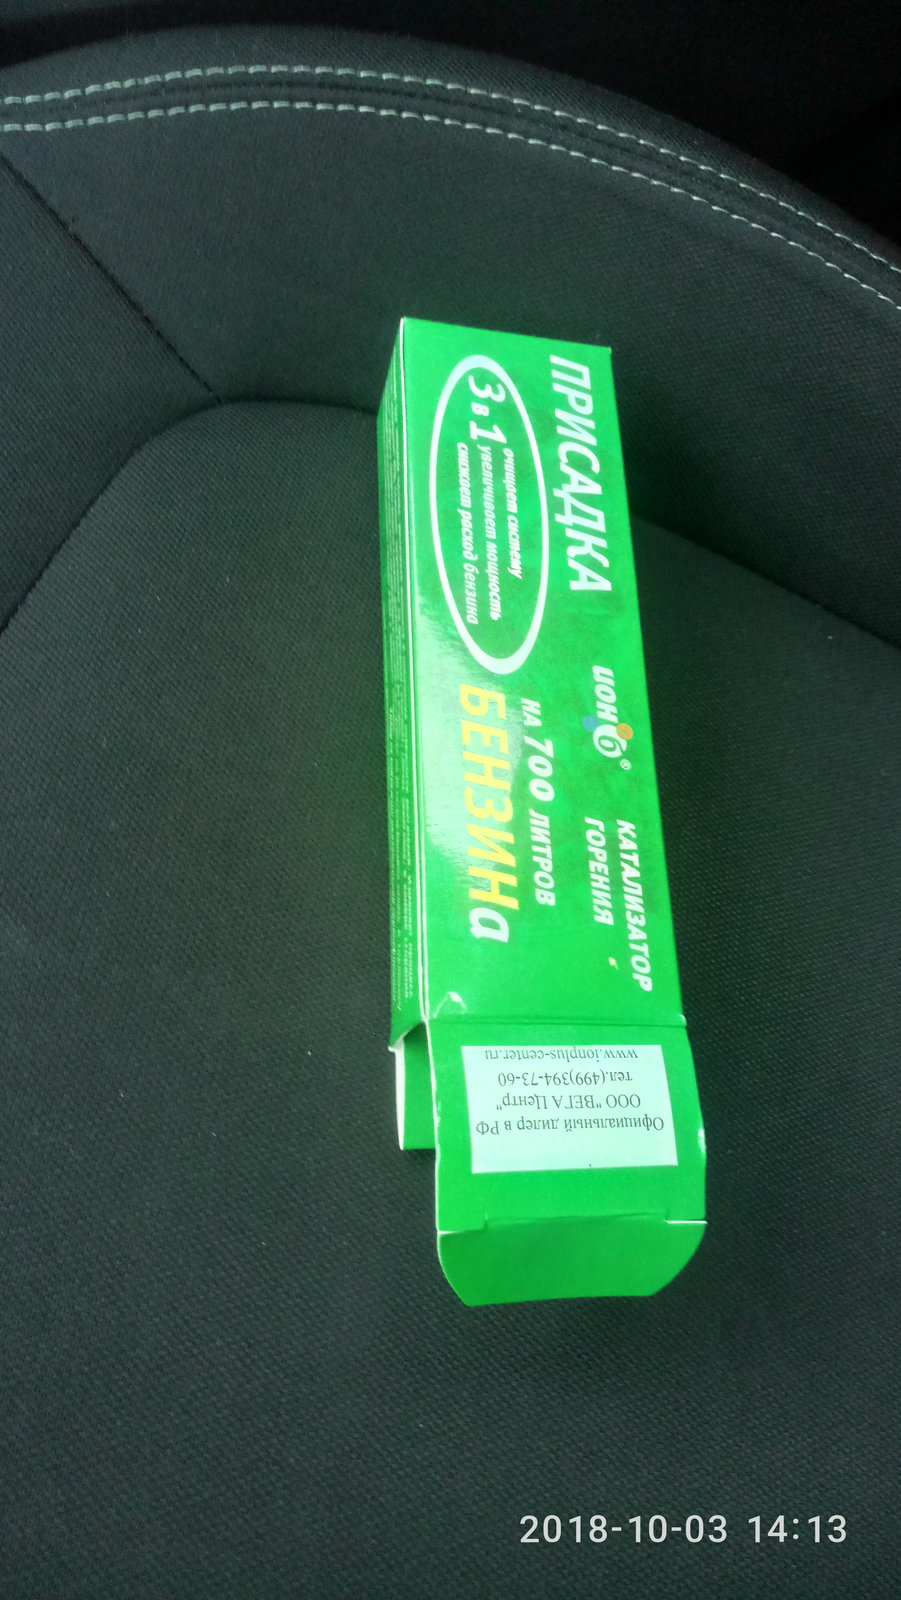 ПРИСАДКА
3 в 1
очищает систему
увеличивает мощность
снижает расход бензина
ион б®
КАТАЛИЗАТОР
ГОРЕНИЯ
НА 700 ЛИТРОВ
БЕНЗИНа
Официальный дилер в РФ
ООО "ВЕГА Центр"
тел.(499)394-73-60
www.ionplus-center.ru
2018-10-03 14:13